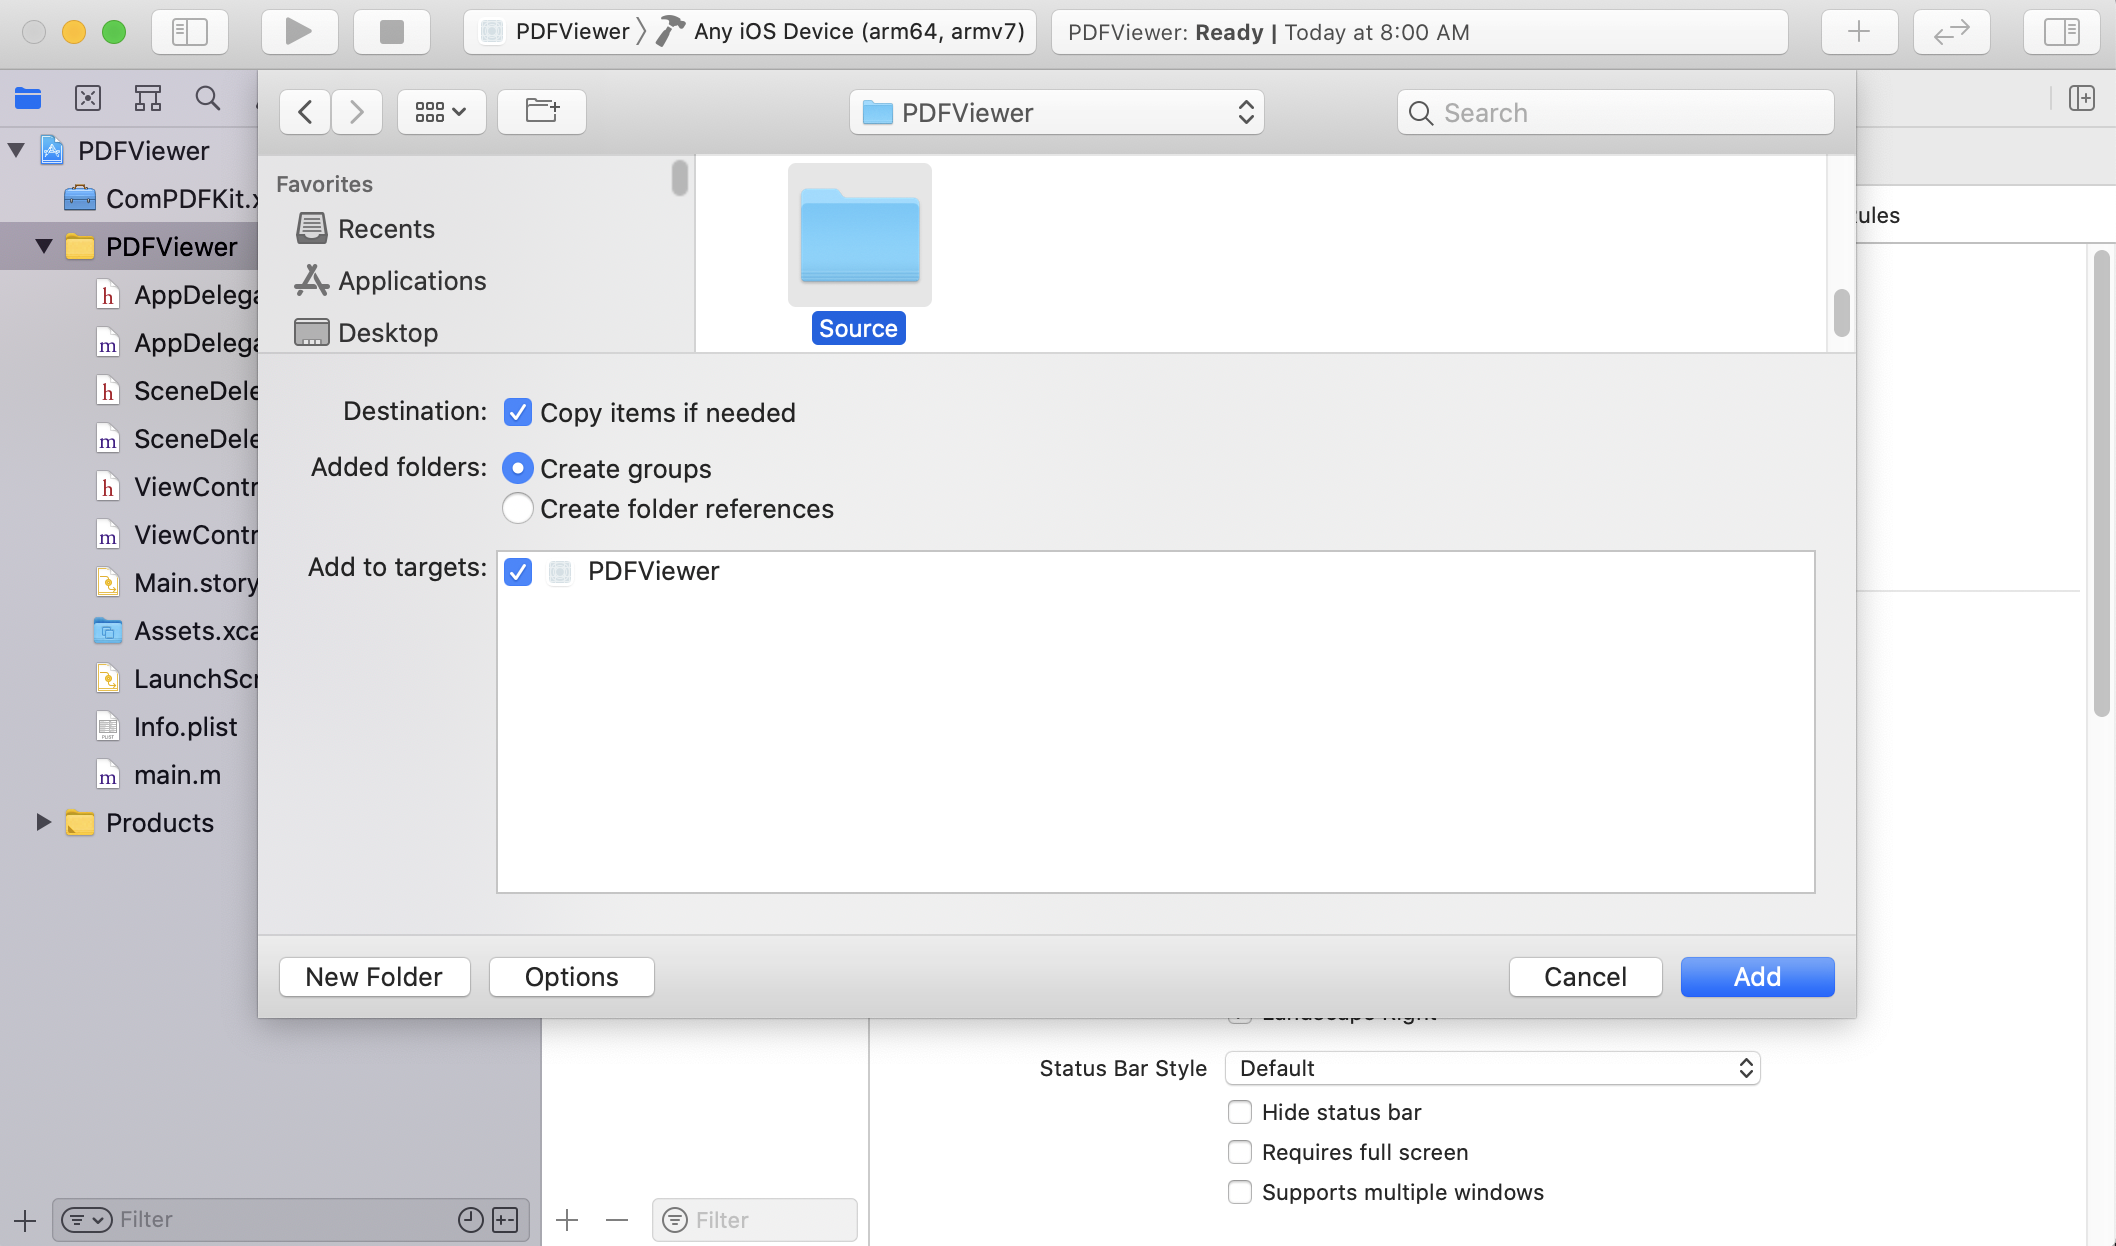 PDFViewer
Any iOS Device (arm64, armv7)
PDFViewer: Ready | Today at 8:00 AM
PDFViewer
ComPDFKit.x
PDFViewer
AppDelega
AppDelega
SceneDele
SceneDele
ViewContr
ViewContr
Main.story
Assets.xca
LaunchScr
Info.plist
main.m
Products
Filter
PDFViewer
Search
Favorites
Recents
Applications
Desktop
Source
Destination:
Copy items if needed
Added folders:
Create groups
Create folder references
Add to targets:
PDFViewer
New Folder
Options
Cancel
Add
ules
Landscape Right
Status Bar Style
Default
Hide status bar
Requires full screen
Supports multiple windows
Filter